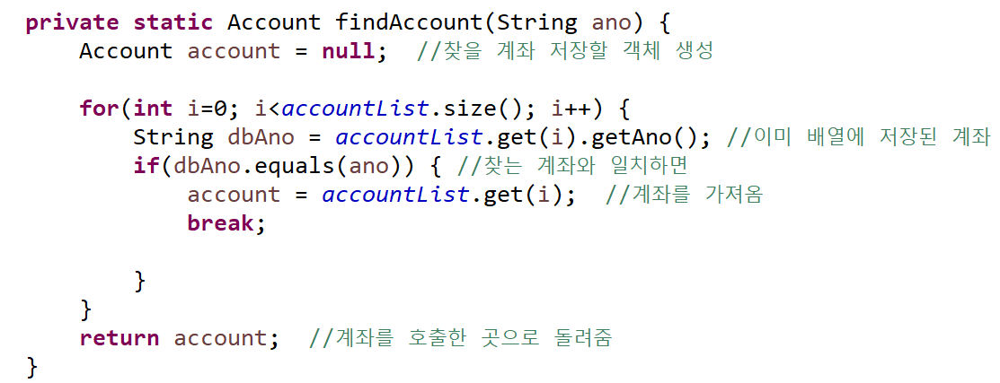 private static Account findAccount(String ano) {
    Account account = null;  //찾을 계좌 저장할 객체 생성
    for(int i=0; i<accountList.size(); i++) {
        String dbAno = accountList.get(i).getAno(); //이미 배열에 저장된 계좌
        if(dbAno.equals(ano)) { //찾는 계좌와 일치하면
            account = accountList.get(i);  //계좌를 가져옴
            break;
        }
    }
    return account;  //계좌를 호출한 곳으로 돌려줌
}